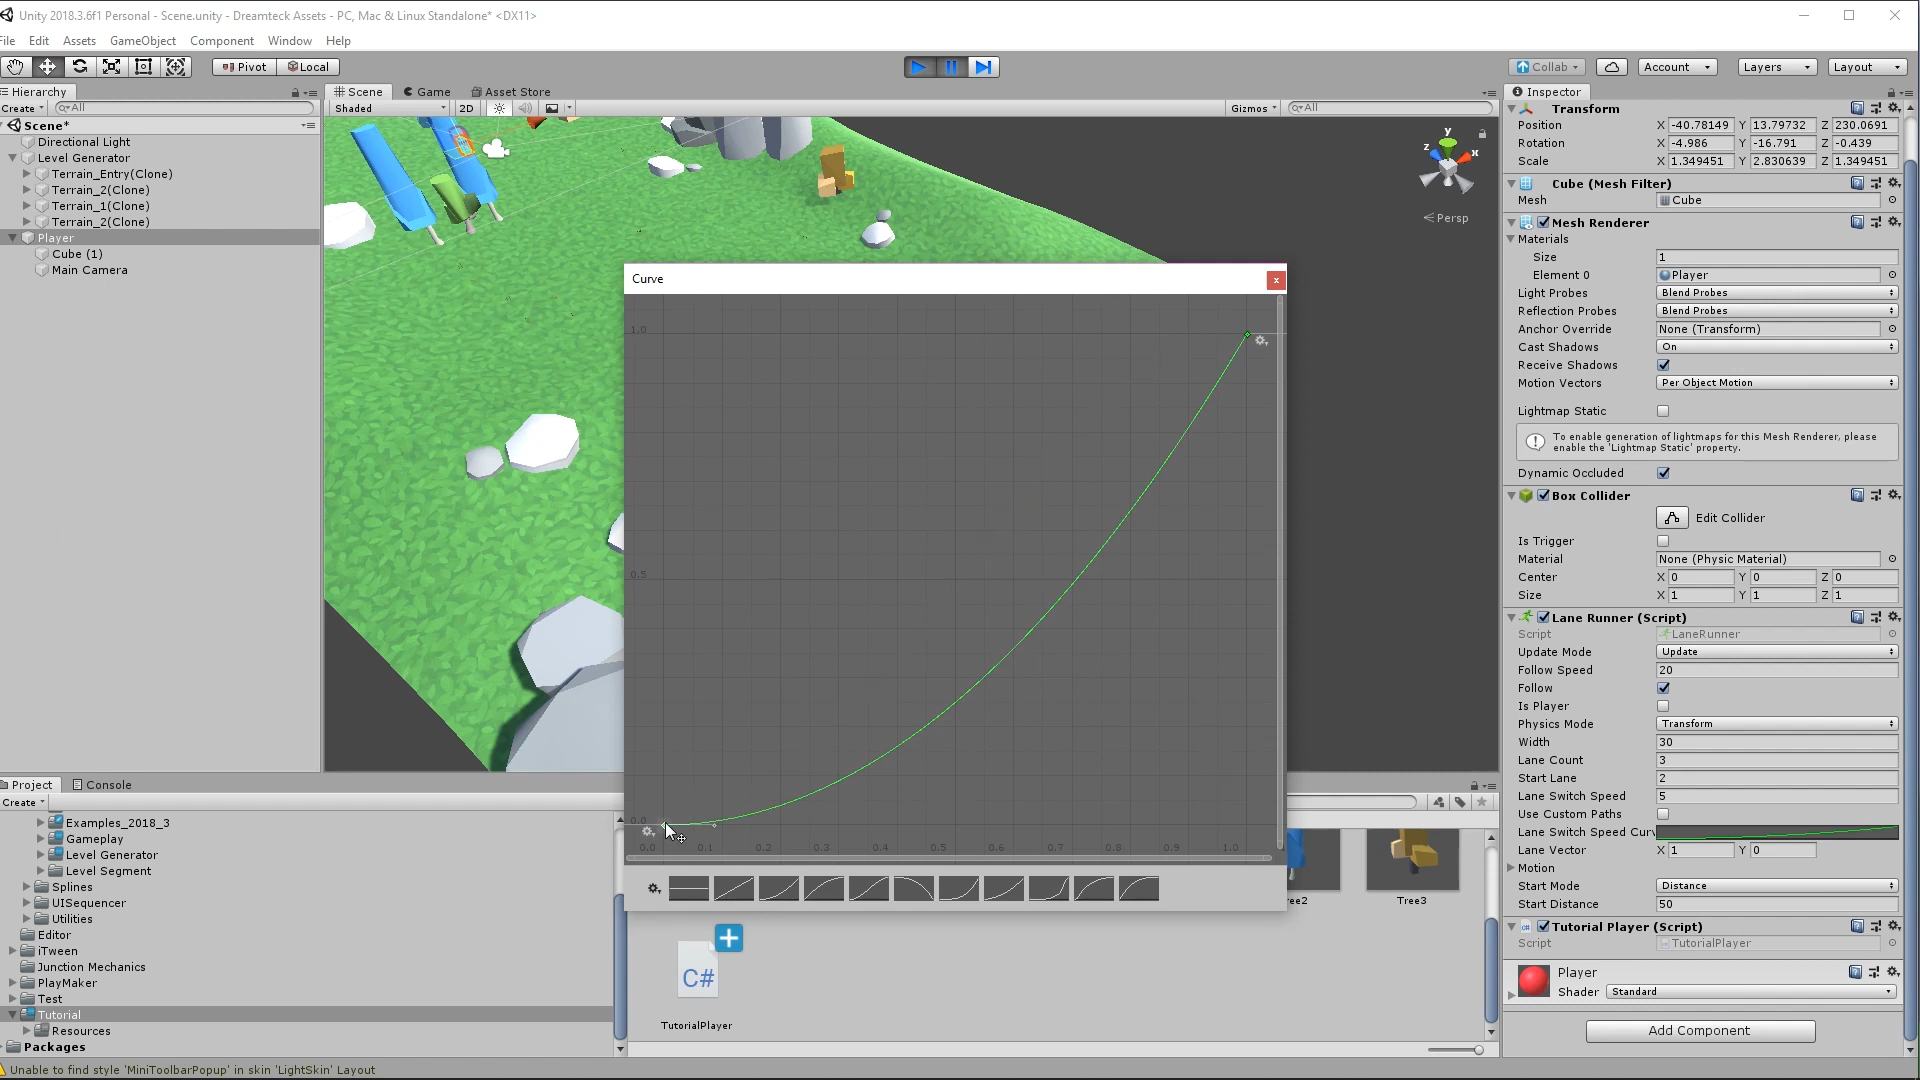 Unity 2018.3.6f1 Personal - Scene.unity - Dreamteck Assets - PC, Mac & Linux Standalone* <DX11>
File Edit Assets GameObject Component Window Help
Pivot Local Collab Account Layers Layout
Hierarchy
Create All
Scene*
Directional Light
Level Generator
Terrain_Entry(Clone)
Terrain_2(Clone)
Terrain_1(Clone)
Terrain_2(Clone)
Player
Cube (1)
Main Camera
Scene Game Asset Store
Shaded 2D Gizmos All
y
z x
Persp
Curve
1.0
0.5
0.0
0.0 0.1 0.2 0.3 0.4 0.5 0.6 0.7 0.8 0.9 1.0
Project Console
Create
Examples_2018_3
Gameplay
Level Generator
Level Segment
Splines
UISequencer
Utilities
Editor
iTween
Junction Mechanics
PlayMaker
Test
Tutorial
Resources
Packages
ree2 Tree3
C#
TutorialPlayer
Inspector
Transform
Position X -40.78149 Y 13.79732 Z 230.0691
Rotation X -4.986 Y -16.791 Z -0.439
Scale X 1.349451 Y 2.830639 Z 1.349451
Cube (Mesh Filter)
Mesh Cube
Mesh Renderer
Materials
Size 1
Element 0 Player
Light Probes Blend Probes
Reflection Probes Blend Probes
Anchor Override None (Transform)
Cast Shadows On
Receive Shadows
Motion Vectors Per Object Motion
Lightmap Static
To enable generation of lightmaps for this Mesh Renderer, please
enable the 'Lightmap Static' property.
Dynamic Occluded
Box Collider
Edit Collider
Is Trigger
Material None (Physic Material)
Center X 0 Y 0 Z 0
Size X 1 Y 1 Z 1
Lane Runner (Script)
Script LaneRunner
Update Mode Update
Follow Speed 20
Follow
Is Player
Physics Mode Transform
Width 30
Lane Count 3
Start Lane 2
Lane Switch Speed 5
Use Custom Paths
Lane Switch Speed Curv
Lane Vector X 1 Y 0
Motion
Start Mode Distance
Start Distance 50
Tutorial Player (Script)
Script TutorialPlayer
Player
Shader Standard
Add Component
Unable to find style 'MiniToolbarPopup' in skin 'LightSkin' Layout